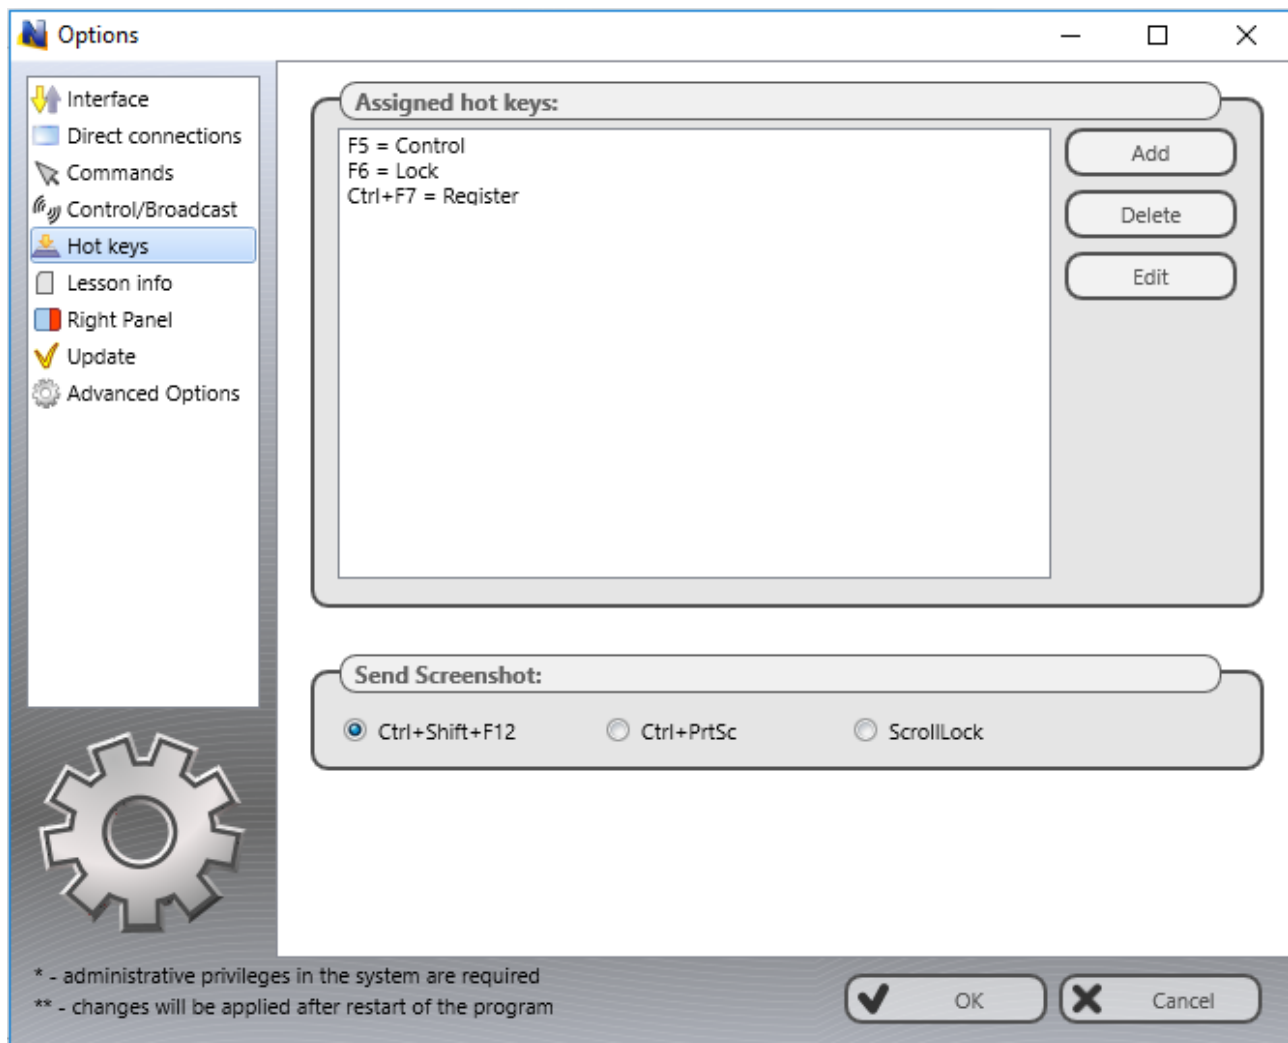 Options
Interface
Direct connections
Commands
Control/Broadcast
Hot keys
Lesson info
Right Panel
Update
Advanced Options
Assigned hot keys:
F5 = Control
F6 = Lock
Ctrl+F7 = Register
Add
Delete
Edit
Send Screenshot:
Ctrl+Shift+F12
Ctrl+PrtSc
ScrollLock
* - administrative privileges in the system are required
** - changes will be applied after restart of the program
OK
Cancel